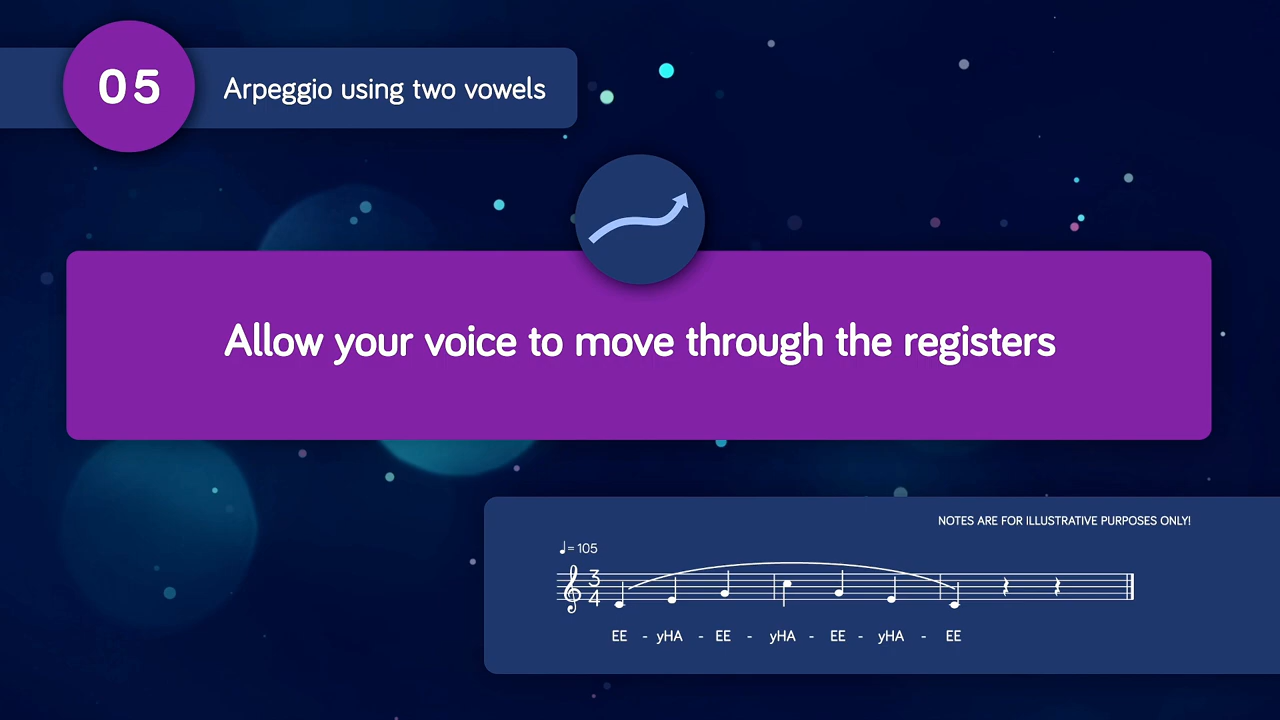 05
Arpeggio using two vowels
Allow your voice to move through the registers
NOTES ARE FOR ILLUSTRATIVE PURPOSES ONLY!
♩= 105
3
4
EE - yHA - EE - yHA - EE - yHA - EE